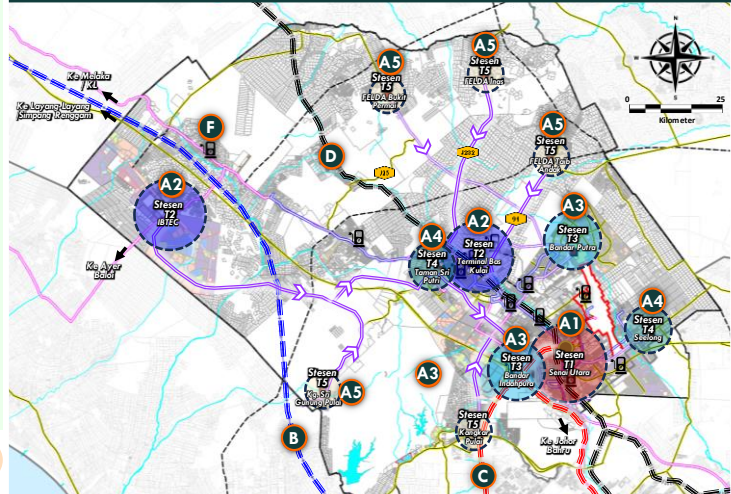 A5
Stesen
T5
FELDA Bukit
Permai
A5
Stesen
T5
FELDA Inas
N
W
E
S
0
25
Kilometer
Ke Melaka
/ KL
Ke Layang-Layang
Simpang Renggam
F
D
J15
J202
A5
Stesen
T5
FELDA Taib
Andak
94
A2
Stesen
T2
IBTEC
Ke Ayer
Baloi
A4
Stesen
T4
Taman Sri
Putri
A2
Stesen
T2
Terminal Bas
Kulai
A3
Stesen
T3
Bandar Putra
A4
Stesen
T4
Seelong
A1
Stesen
T1
Senai Utara
A3
Stesen
T3
Bandar
Indahpura
A3
Stesen
T5
Kg. Sri
Gunung Pulai
A5
Stesen
T5
Kangkar
Pulai
B
C
Ke Johor
Bahru